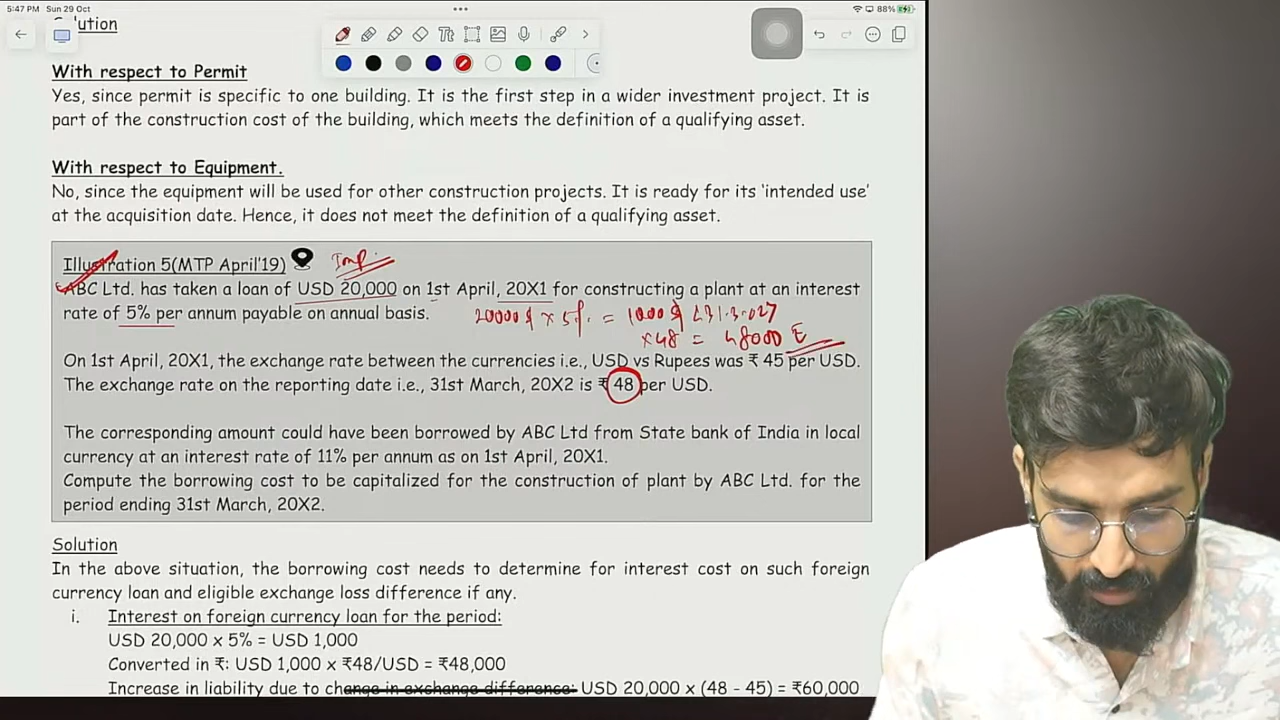 5:47 PM Sun 29 Oct
88%
Solution
With respect to Permit
Yes, since permit is specific to one building. It is the first step in a wider investment project. It is
part of the construction cost of the building, which meets the definition of a qualifying asset.
With respect to Equipment.
No, since the equipment will be used for other construction projects. It is ready for its ‘intended use’
at the acquisition date. Hence, it does not meet the definition of a qualifying asset.
Illustration 5(MTP April’19) Imp.
ABC Ltd. has taken a loan of USD 20,000 on 1st April, 20X1 for constructing a plant at an interest
rate of 5% per annum payable on annual basis. 20000$ x 5%. = 1000$
x48 = 48000 E
On 1st April, 20X1, the exchange rate between the currencies i.e., USD vs Rupees was ₹ 45 per USD.
The exchange rate on the reporting date i.e., 31st March, 20X2 is ₹ 48 per USD.
The corresponding amount could have been borrowed by ABC Ltd from State bank of India in local
currency at an interest rate of 11% per annum as on 1st April, 20X1.
Compute the borrowing cost to be capitalized for the construction of plant by ABC Ltd. for the
period ending 31st March, 20X2.
Solution
In the above situation, the borrowing cost needs to determine for interest cost on such foreign
currency loan and eligible exchange loss difference if any.
i. Interest on foreign currency loan for the period:
USD 20,000 x 5% = USD 1,000
Converted in ₹: USD 1,000 x ₹48/USD = ₹48,000
Increase in liability due to change in exchange difference: USD 20,000 x (48 - 45) = ₹60,000